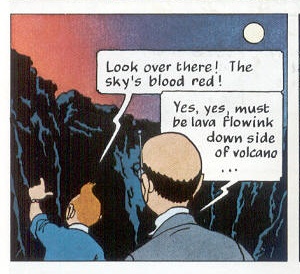 Look over there! The
sky's blood red!
Yes, yes, must
be lava flowink
down side
of volcano
...